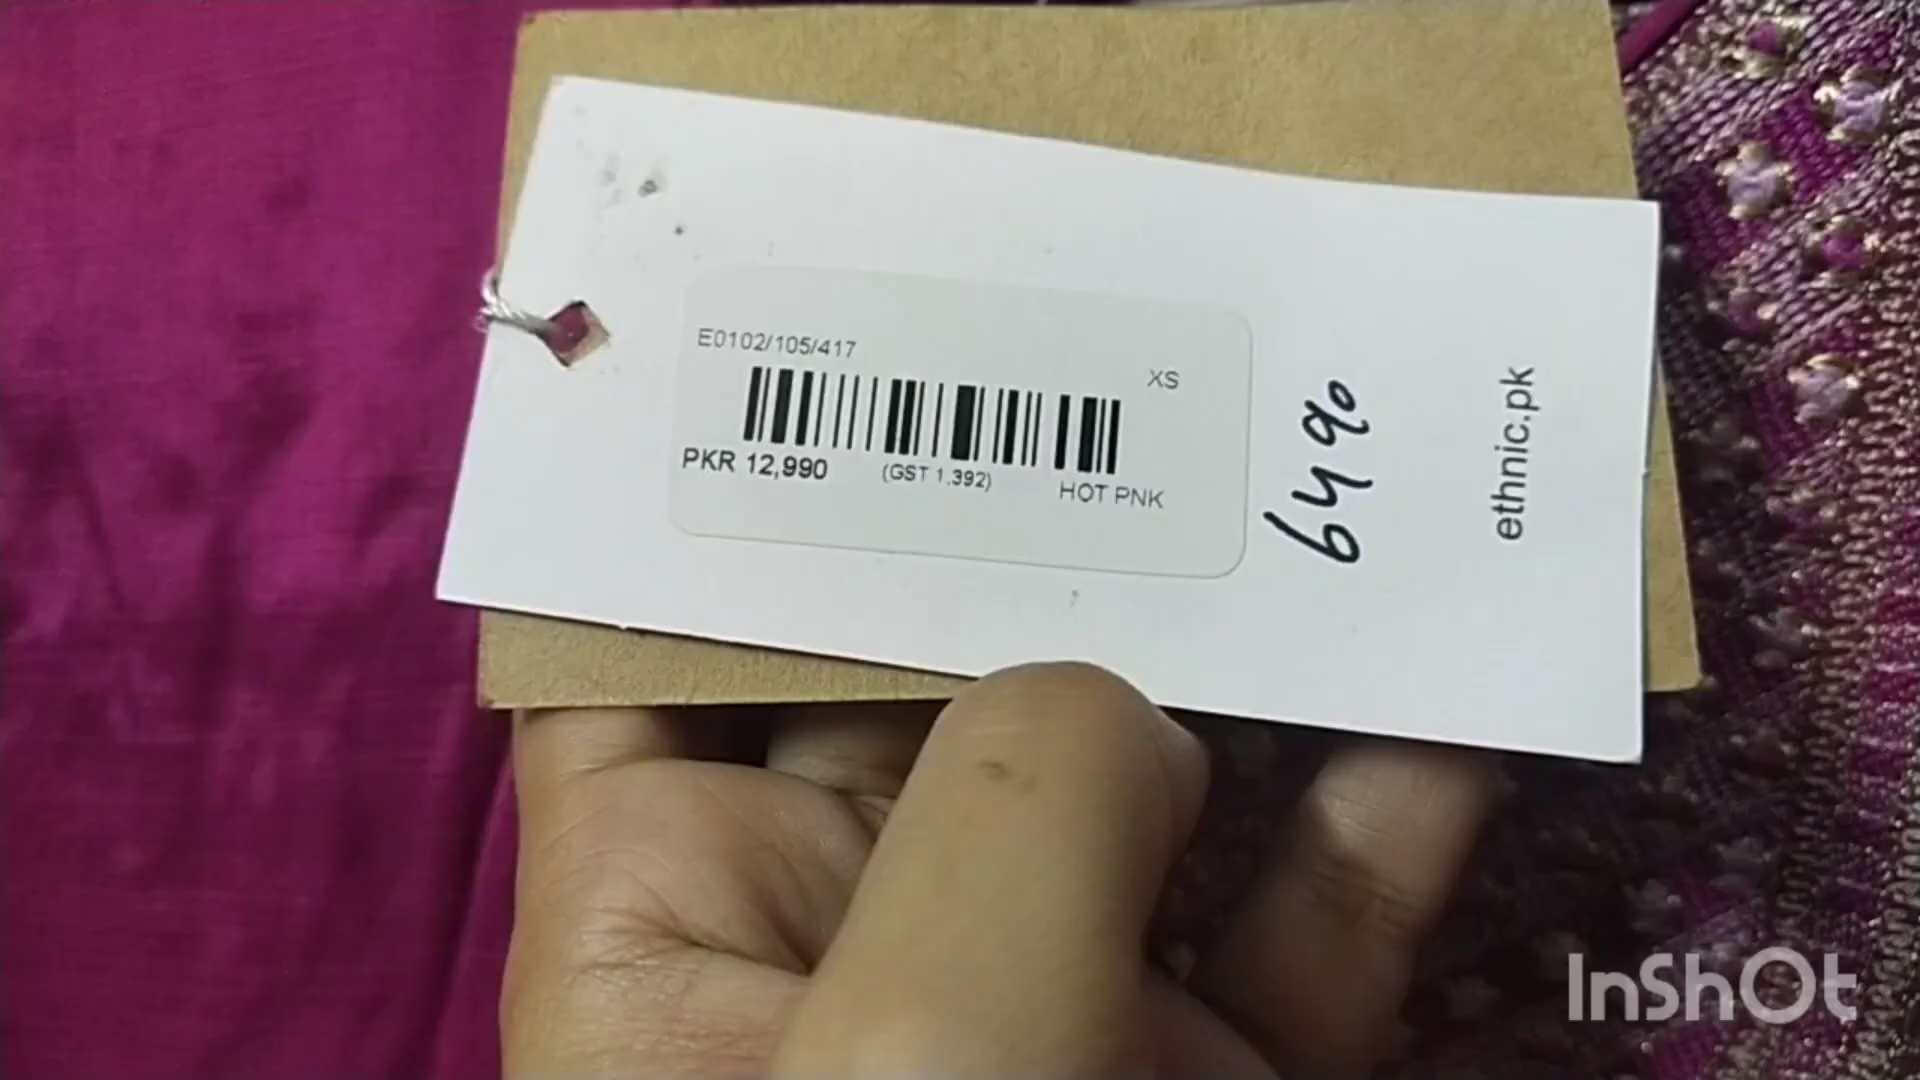 E0102/105/417
XS
PKR 12,990 (GST 1,392) HOT PNK
6490
ethnic.pk
InShOt